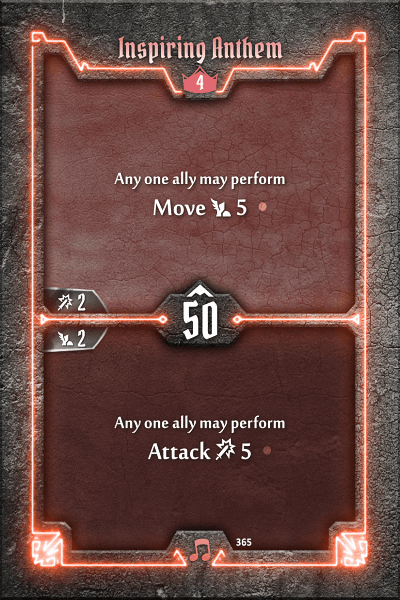 Inspiring Anthem
4
Any one ally may perform
Move 5
2
50
2
Any one ally may perform
Attack 5
365